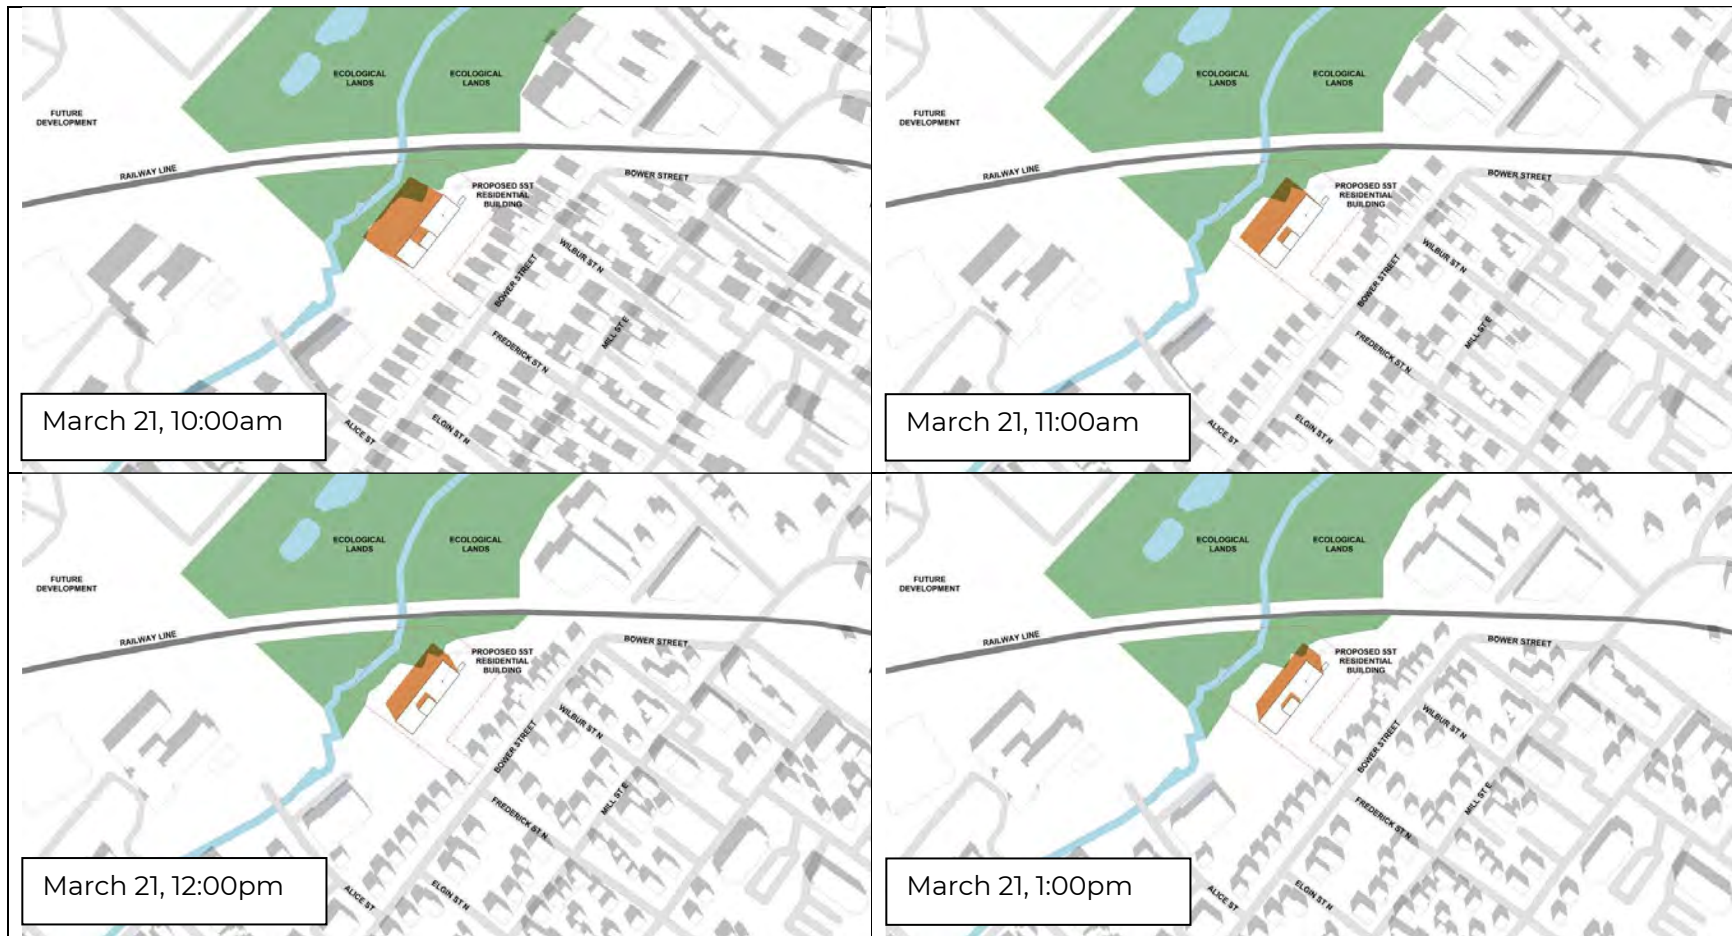 ECOLOGICAL
LANDS
ECOLOGICAL
LANDS
FUTURE
DEVELOPMENT
RAILWAY LINE
BOWER STREET
PROPOSED 5ST
RESIDENTIAL
BUILDING
WILBUR ST N
BOWER STREET
MILL ST E
FREDERICK ST N
ALICE ST
ELGIN ST N
March 21, 10:00am
ECOLOGICAL
LANDS
ECOLOGICAL
LANDS
FUTURE
DEVELOPMENT
RAILWAY LINE
BOWER STREET
PROPOSED 5ST
RESIDENTIAL
BUILDING
WILBUR ST N
BOWER STREET
MILL ST E
FREDERICK ST N
ALICE ST
ELGIN ST N
March 21, 11:00am
ECOLOGICAL
LANDS
ECOLOGICAL
LANDS
FUTURE
DEVELOPMENT
RAILWAY LINE
BOWER STREET
PROPOSED 5ST
RESIDENTIAL
BUILDING
WILBUR ST N
BOWER STREET
MILL ST E
FREDERICK ST N
ALICE ST
ELGIN ST N
March 21, 12:00pm
ECOLOGICAL
LANDS
ECOLOGICAL
LANDS
FUTURE
DEVELOPMENT
RAILWAY LINE
BOWER STREET
PROPOSED 5ST
RESIDENTIAL
BUILDING
WILBUR ST N
BOWER STREET
MILL ST E
FREDERICK ST N
ALICE ST
ELGIN ST N
March 21, 1:00pm